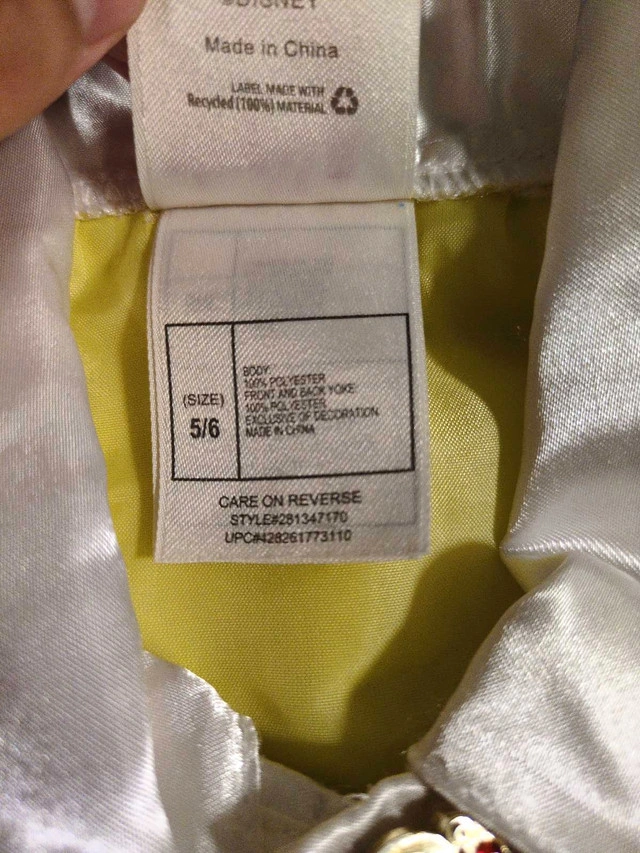 ©DISNEY
Made in China
LABEL MADE WITH
Recycled (100%) MATERIAL
(SIZE)
5/6
BODY
100% POLYESTER
FRONT AND BACK YOKE:
100% POLYESTER
EXCLUSIVE OF DECORATION
MADE IN CHINA
CARE ON REVERSE
STYLE#281347170
UPC#428261773110